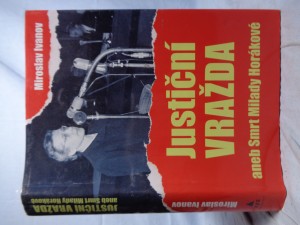 Miroslav Ivanov
Justiční
VRAŽDA
aneb Smrt Milady Horákové
Miroslav Ivanov
JUSTIČNÍ VRAŽDA
aneb Smrt Milady Horákové